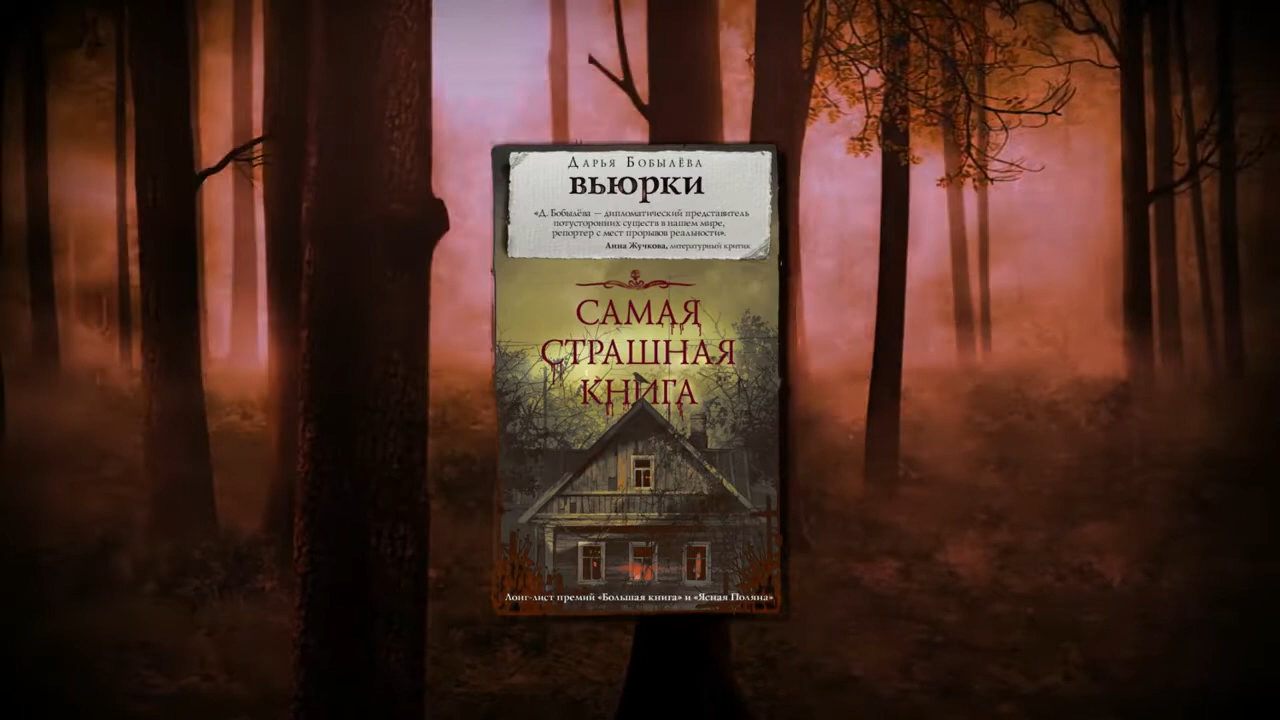 Дарья Бобылёва
вьюрки
«Д. Бобылёва — дипломатический представитель
потусторонних существ в нашем мире,
репортер с мест прорывов реальности».
Анна Жучкова, литературный критик
САМАЯ
СТРАШНАЯ
КНИГА
Лонг-лист премий «Большая книга» и «Ясная Поляна»